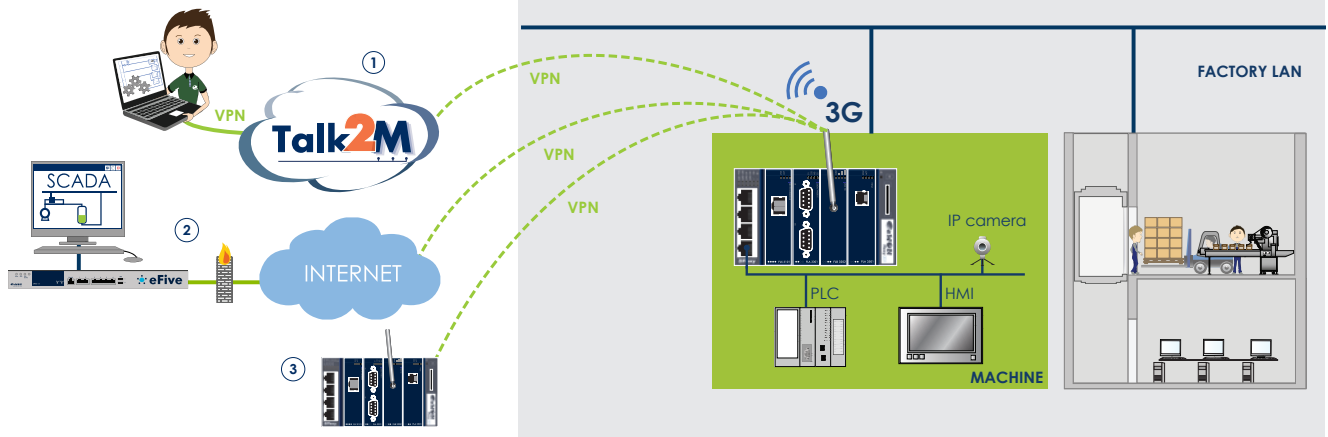 1
VPN
Talk2M
SCADA
2
eFive
INTERNET
3
VPN
VPN
VPN
3G
FACTORY LAN
IP camera
PLC
HMI
MACHINE